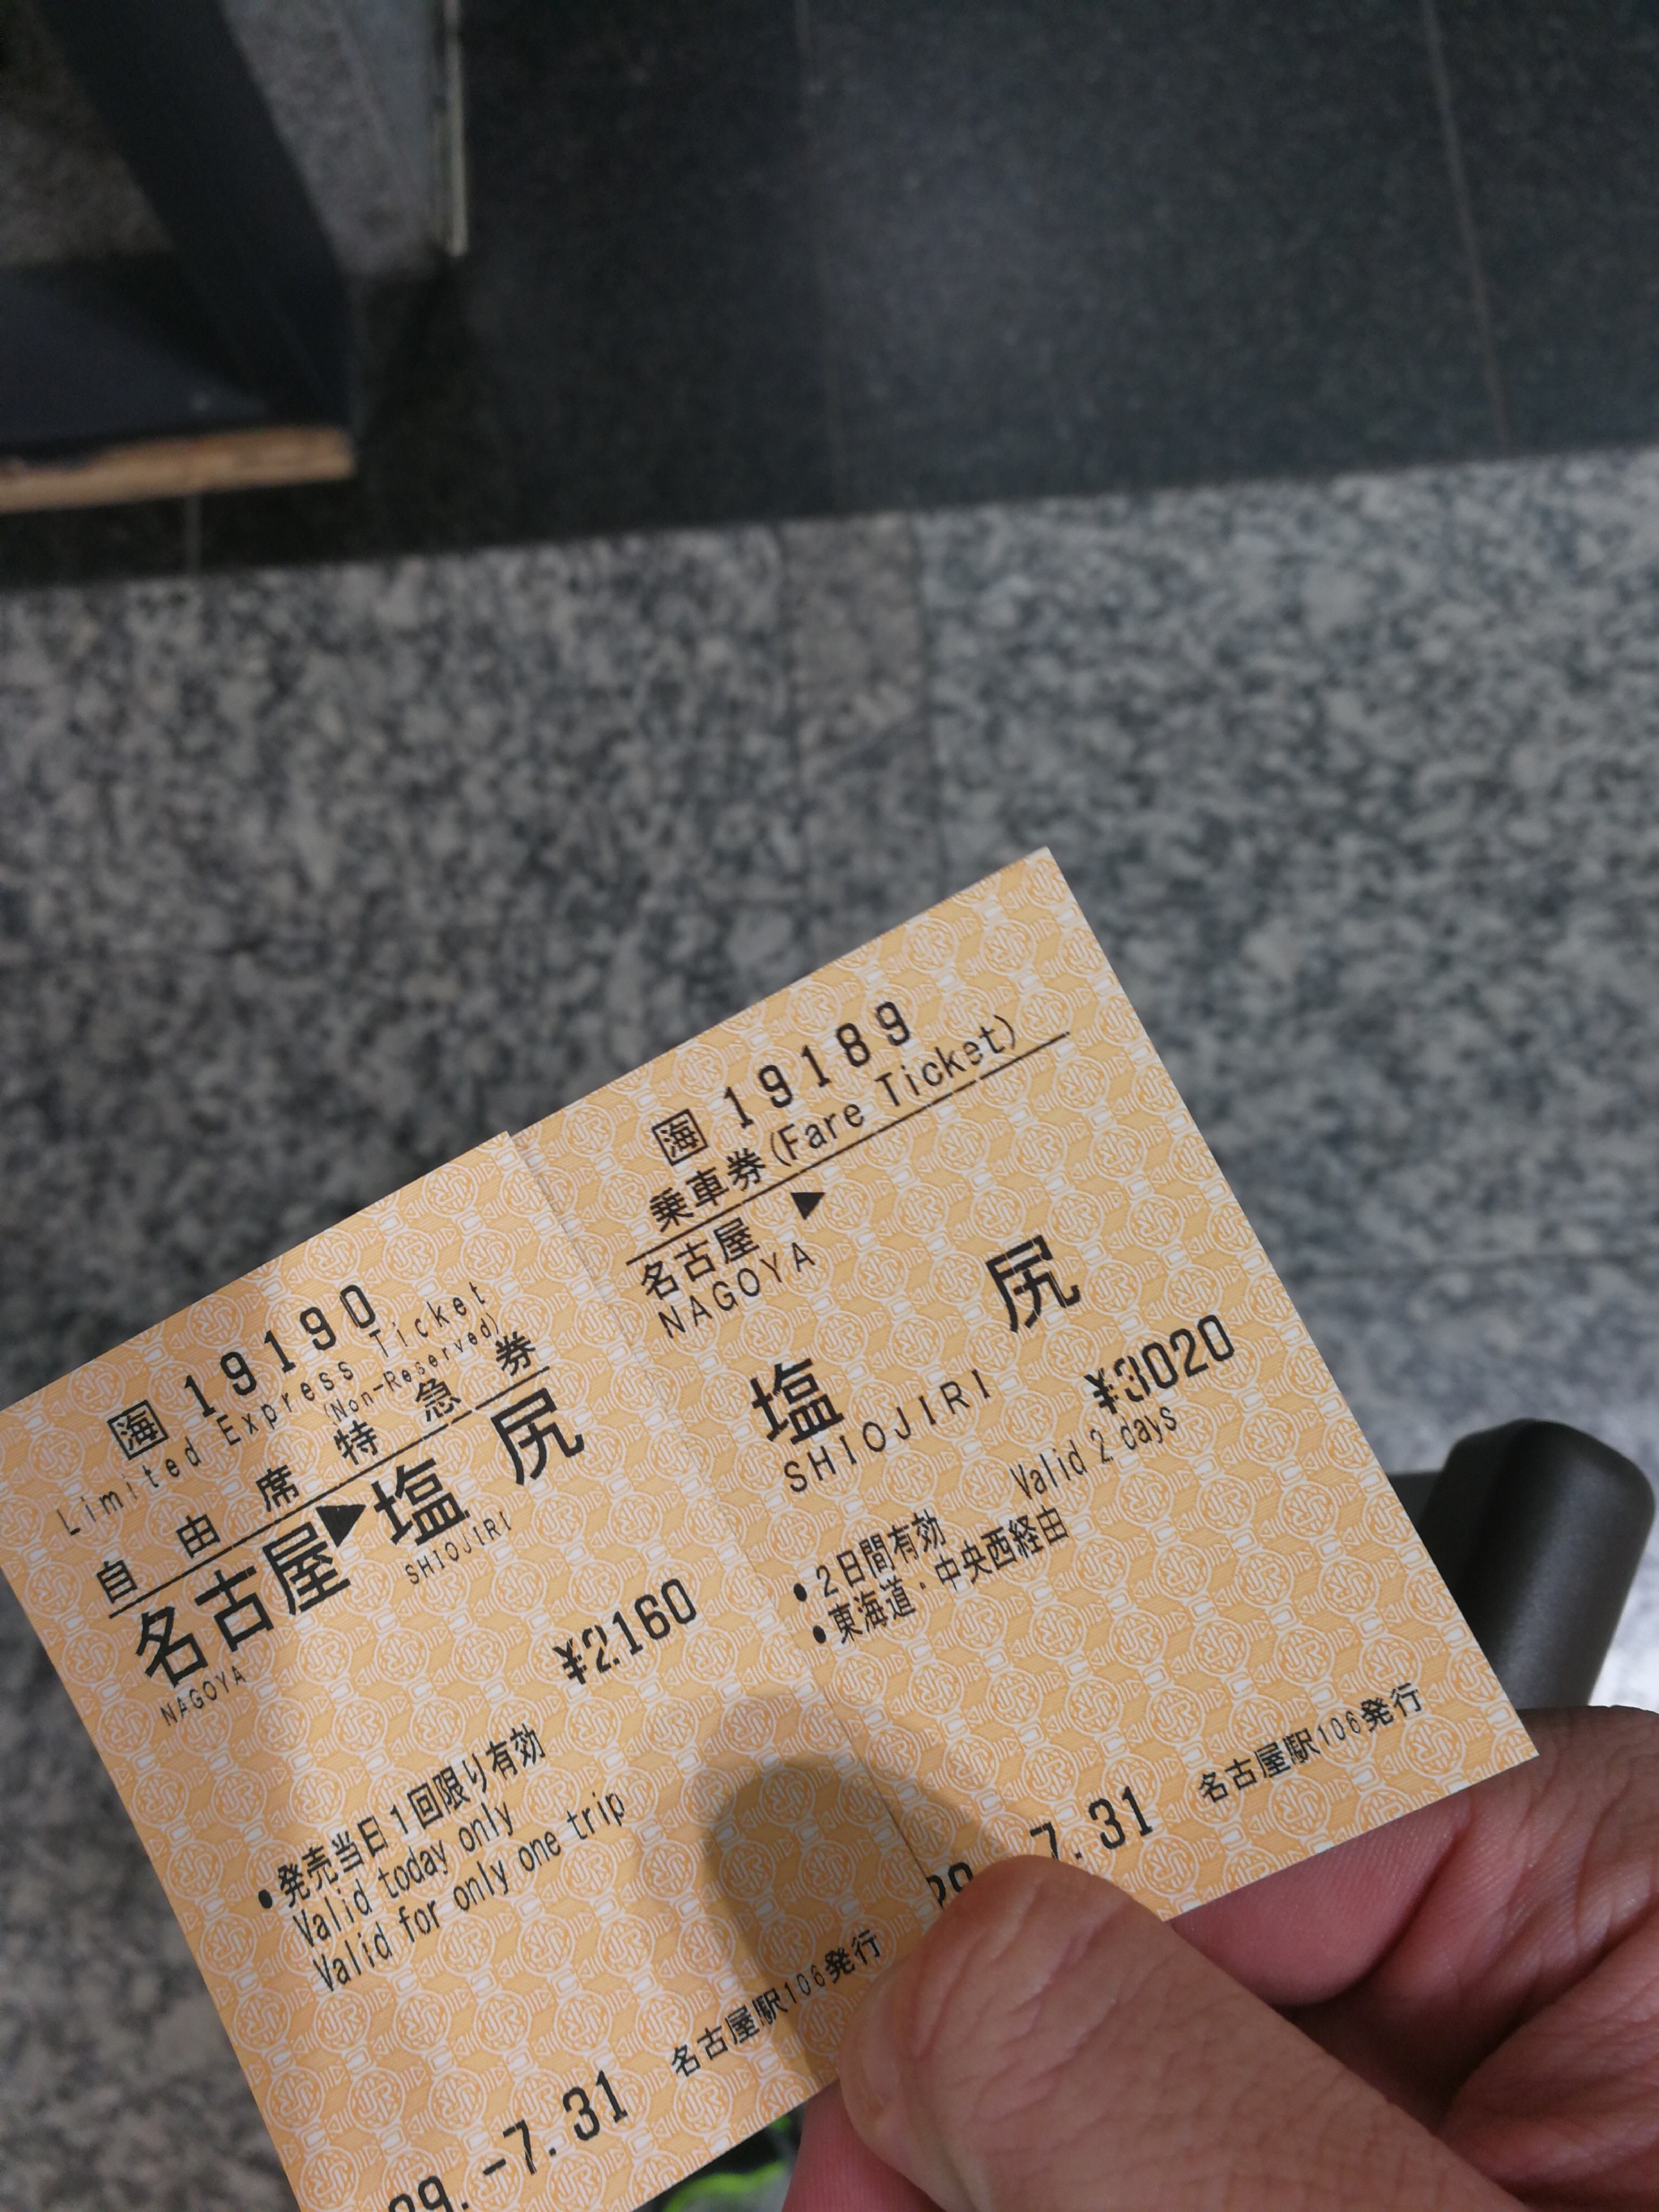 海 19190
Limited Express Ticket
(Non-Reserved)
自由席特急券
名古屋▶塩尻
NAGOYA SHIOJIRI
¥2,160
●発売当日1回限り有効
Valid today only
Valid for only one trip
29.-7.31 名古屋駅106発行
海 19189
乗車券(Fare Ticket)
名古屋 ▶
NAGOYA
塩尻
SHIOJIRI
¥3020
●2日間有効 Valid 2 days
●東海道・中央西経由
7.31 名古屋駅106発行